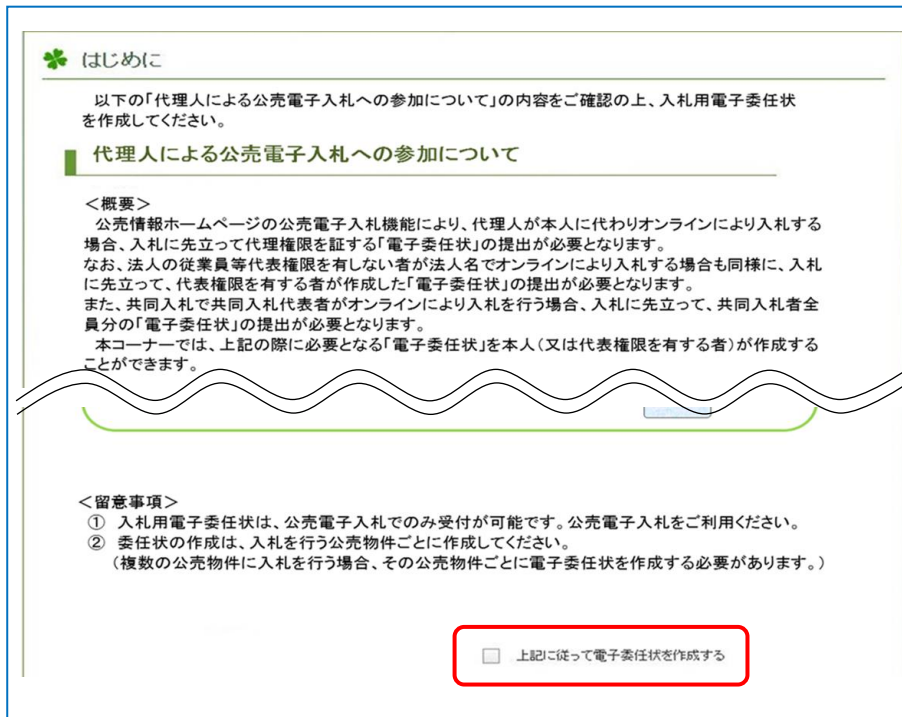 はじめに
以下の「代理人による公売電子入札への参加について」の内容をご確認の上、入札用電子委任状
を作成してください。
代理人による公売電子入札への参加について
＜概要＞
公売情報ホームページの公売電子入札機能により、代理人が本人に代わりオンラインにより入札する
場合、入札に先立って代理権限を証する「電子委任状」の提出が必要となります。
なお、法人の従業員等代表権限を有しない者が法人名でオンラインにより入札する場合も同様に、入札
に先立って、代表権限を有する者が作成した「電子委任状」の提出が必要となります。
また、共同入札で共同入札代表者がオンラインにより入札を行う場合、入札に先立って、共同入札者全
員分の「電子委任状」の提出が必要となります。
本コーナーでは、上記の際に必要となる「電子委任状」を本人（又は代表権限を有する者）が作成する
ことができます。
＜留意事項＞
① 入札用電子委任状は、公売電子入札でのみ受付が可能です。公売電子入札をご利用ください。
② 委任状の作成は、入札を行う公売物件ごとに作成してください。
（複数の公売物件に入札を行う場合、その公売物件ごとに電子委任状を作成する必要があります。）
上記に従って電子委任状を作成する